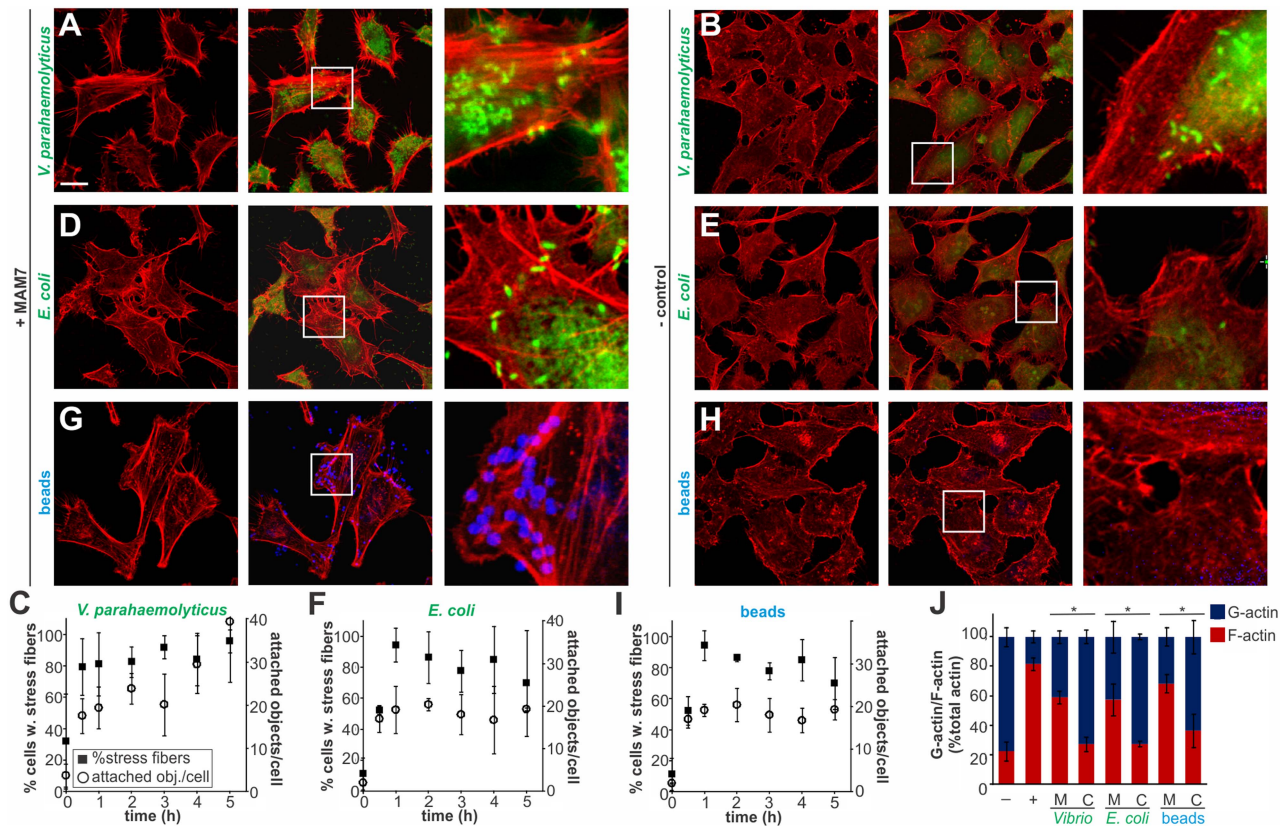 A
B
V. parahaemolyticus
V. parahaemolyticus
D
E
+ MAM7
E. coli
- control
E. coli
G
H
beads
beads
C
V. parahaemolyticus
% cells w. stress fibers
100
80
60
40
20
0
40
30
20
10
0
attached objects/cell
%stress fibers
attached obj./cell
0 1 2 3 4 5
time (h)
F
E. coli
% cells w. stress fibers
100
80
60
40
20
0
40
30
20
10
0
attached objects/cell
0 1 2 3 4 5
time (h)
I
beads
% cells w. stress fibers
100
80
60
40
20
0
40
30
20
10
0
attached objects/cell
0 1 2 3 4 5
time (h)
J
G-actin
F-actin
G-actin/F-actin
(%total actin)
100
80
60
40
20
0
* * *
– + M C M C M C
Vibrio E. coli beads